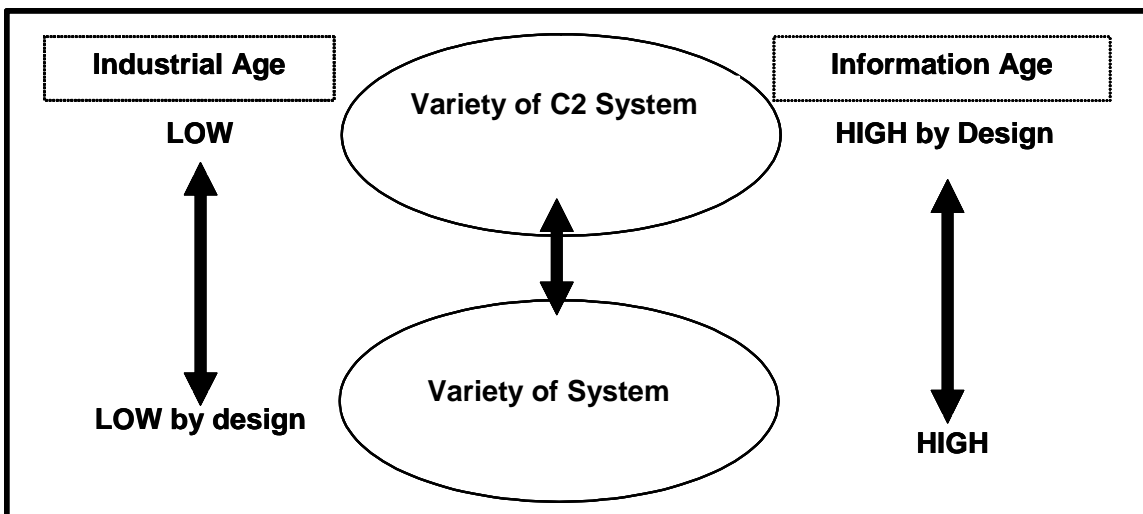 Industrial Age
Variety of C2 System
Information Age
LOW
HIGH by Design
Variety of System
LOW by design
HIGH